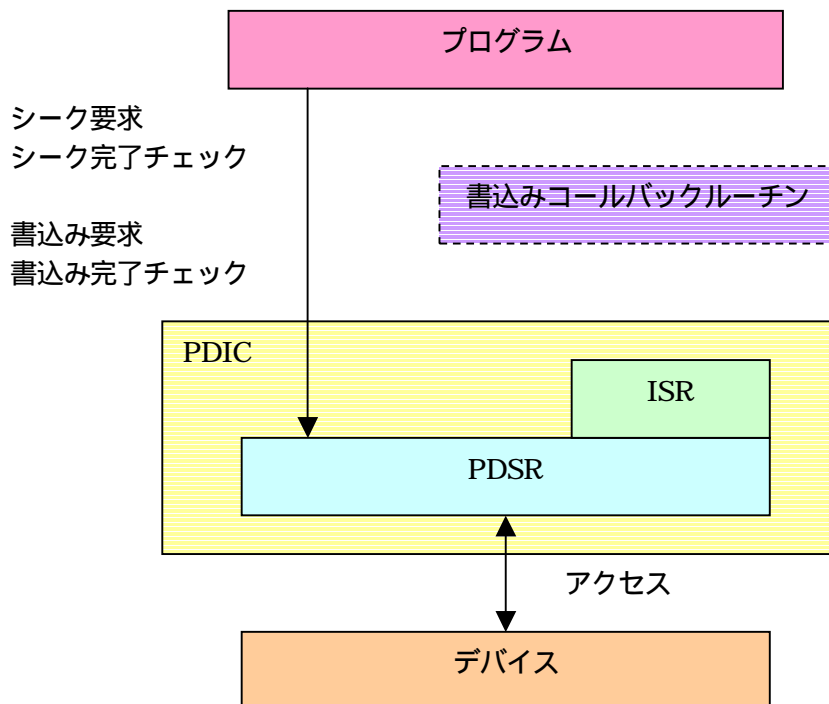 プログラム
シーク要求
シーク完了チェック
書込みコールバックルーチン
書込み要求
書込み完了チェック
PDIC
ISR
PDSR
アクセス
デバイス